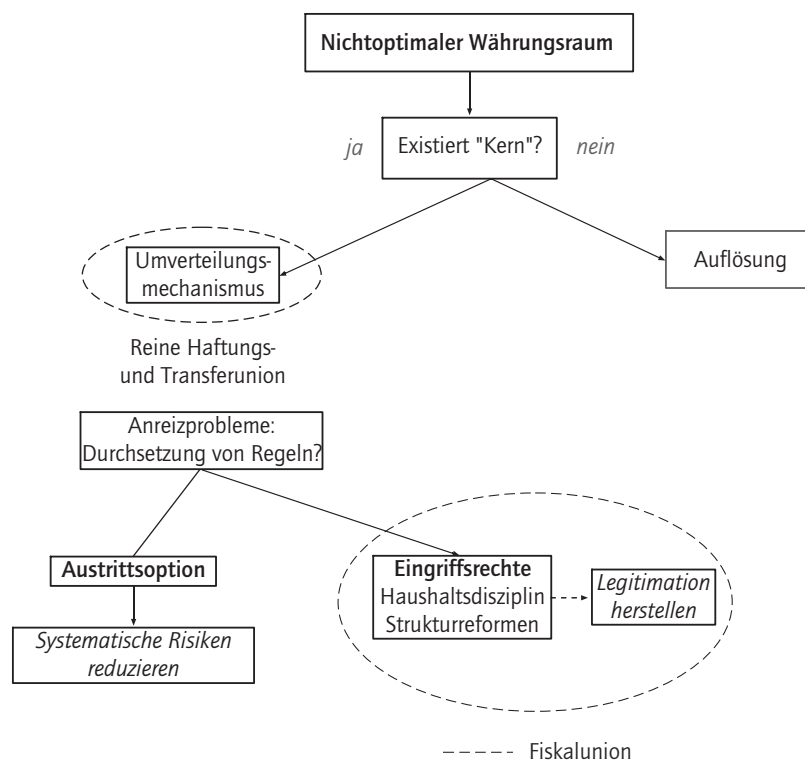 Nichtoptimaler Währungsraum
ja
Existiert "Kern"?
nein
Umverteilungs-
mechanismus
Auflösung
Reine Haftungs-
und Transferunion
Anreizprobleme:
Durchsetzung von Regeln?
Austrittsoption
Systematische Risiken
reduzieren
Eingriffsrechte
Haushaltsdisziplin
Strukturreformen
Legitimation
herstellen
Fiskalunion